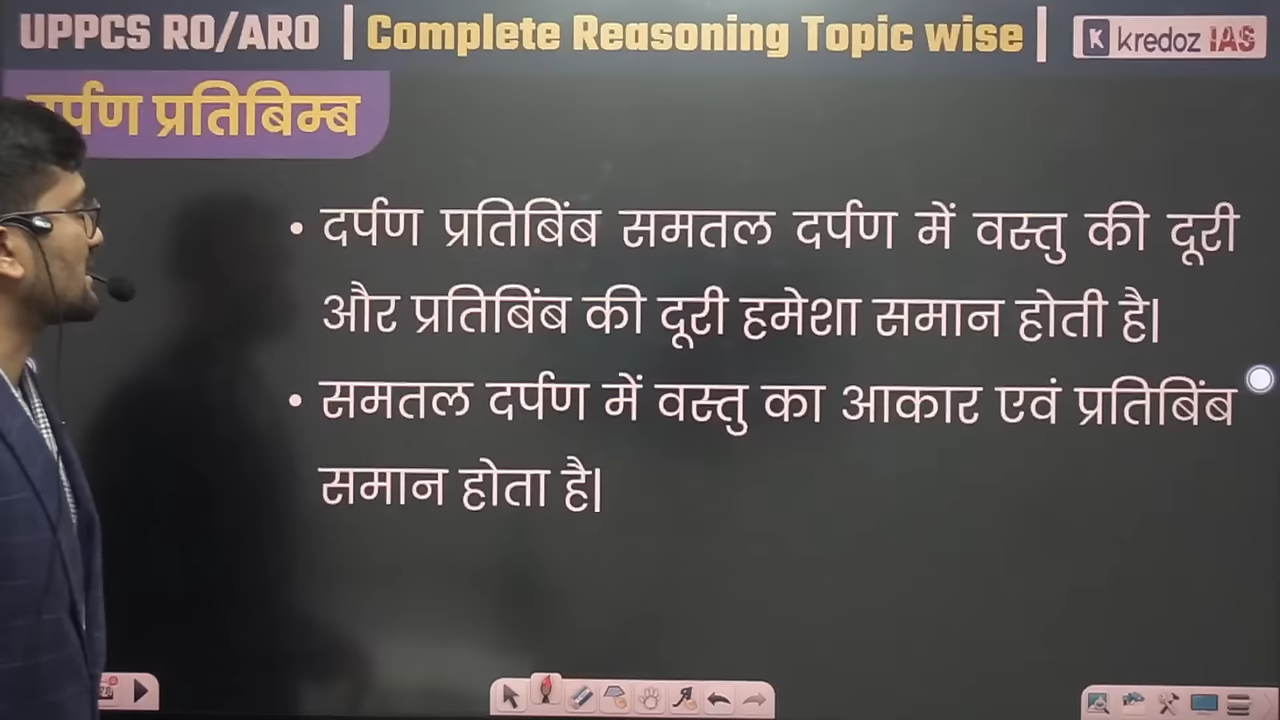 UPPCS RO/ARO | Complete Reasoning Topic wise | K kredoz IAS
दर्पण प्रतिबिम्ब
• दर्पण प्रतिबिंब समतल दर्पण में वस्तु की दूरी
और प्रतिबिंब की दूरी हमेशा समान होती है|
• समतल दर्पण में वस्तु का आकार एवं प्रतिबिंब
समान होता है|